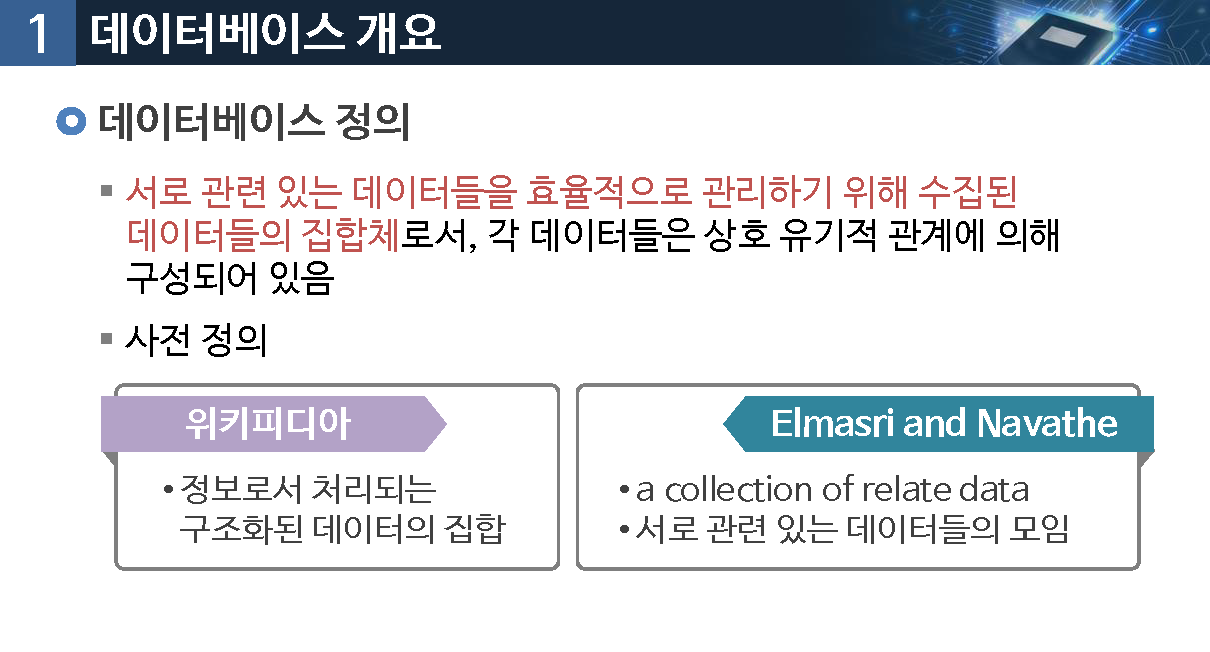 1 데이터베이스 개요
데이터베이스 정의
서로 관련 있는 데이터들을 효율적으로 관리하기 위해 수집된
데이터들의 집합체로서, 각 데이터들은 상호 유기적 관계에 의해
구성되어 있음
사전 정의
위키피디아
• 정보로서 처리되는
구조화된 데이터의 집합
Elmasri and Navathe
• a collection of relate data
• 서로 관련 있는 데이터들의 모임